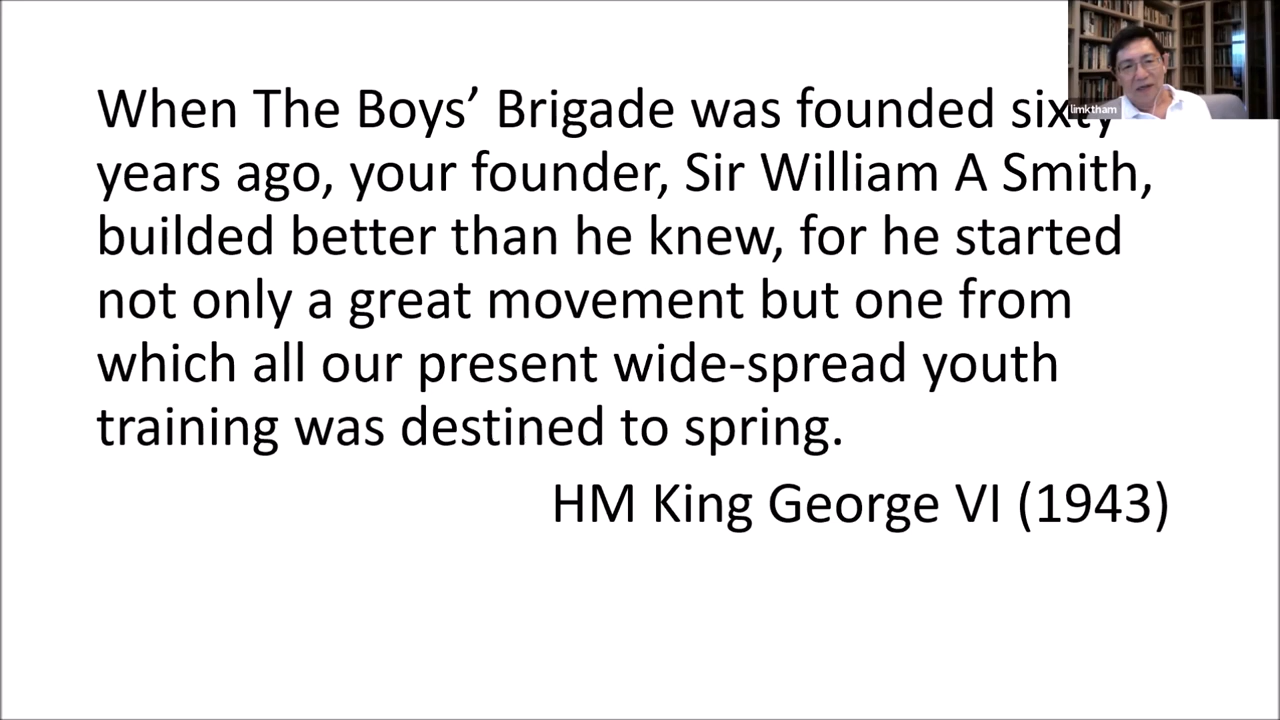 When The Boys’ Brigade was founded sixty
years ago, your founder, Sir William A Smith,
builded better than he knew, for he started
not only a great movement but one from
which all our present wide-spread youth
training was destined to spring.
HM King George VI (1943)
limktham